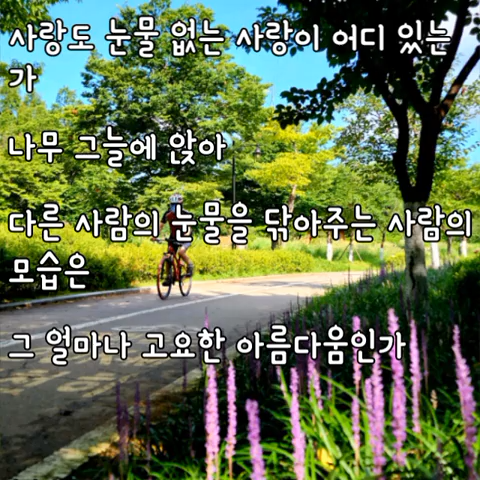 사랑도 눈물 없는 사랑이 어디 있는
가
나무 그늘에 앉아
다른 사람의 눈물을 닦아주는 사람의
모습은
그 얼마나 고요한 아름다움인가